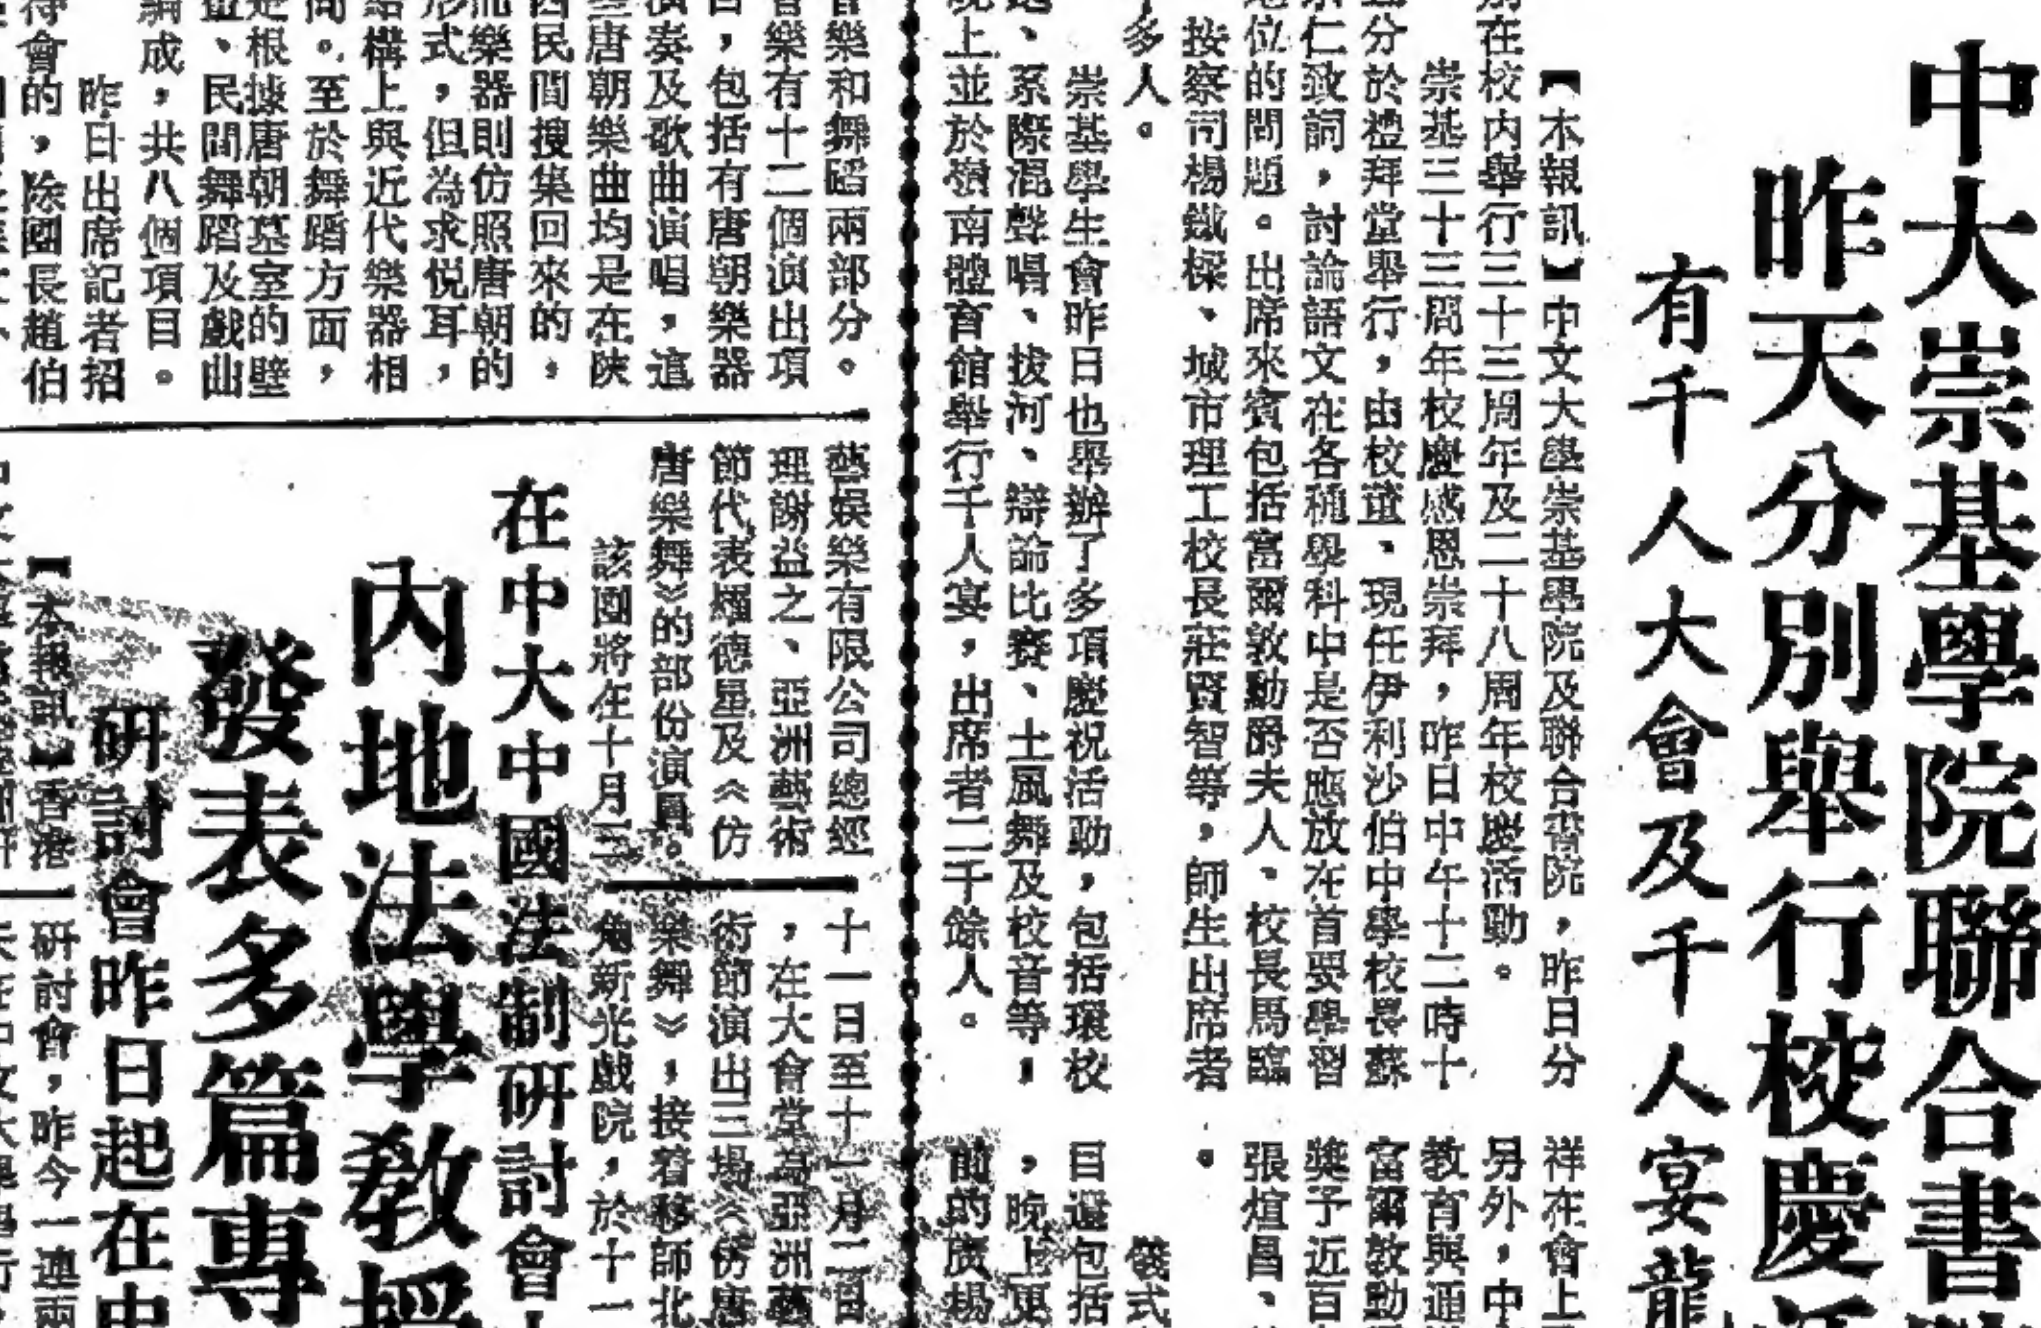 中大崇基學院聯合書院
昨天分別舉行校慶活
有千人大會及千人宴龍
【本報訊】中文大學崇基學院及聯合書院，昨日分
別在校內舉行三十三周年及二十八周年校慶活動。
崇基三十三周年校慶感恩崇拜，昨日中午十二時十
五分於禮拜堂舉行，由校董、現任伊利沙伯中學校長蘇
宗仁致詞，討論語文在各種學科中是否應放在首要學習
地位的問題。出席來賓包括富爾敦勳爵夫人、校長馬臨
、按察司楊鐵樑、城市理工校長莊賢智等，師生出席者
多人。
崇基學生會昨日也舉辦了多項慶祝活動，包括環校
跑、系際混聲唱、拔河、辯論比賽、土風舞及校音等，
晚上並於嶺南體育館舉行千人宴，出席者二千餘人。
祥在會上
另外，中
教育與通
富爾敦勳
獎予近百
張煊昌、
。
儀式
日還包括
，晚上更
前的廣場
音樂和舞蹈兩部分。
音樂有十二個演出項
目，包括有唐朝樂器
演奏及歌曲演唱，這
些唐朝樂曲均是在陝
西民間搜集回來的，
而樂器則仿照唐朝的
形式，但為求悅耳，
結構上與近代樂器相
同。至於舞蹈方面，
是根據唐朝墓室的壁
畫、民間舞蹈及戲曲
編成，共八個項目。
昨日出席記者招
待會的，除團長趙伯
藝娛樂有限公司總經
理謝益之、亞洲藝術
節代表羅德星及《仿
唐樂舞》的部份演員。
該團將在十月三
十一日至十一月二日
，在大會堂為亞洲藝
術節演出三場《仿唐
樂舞》，接着移師北
角新光戲院，於十一
在中大中國法制研討會
內地法學教授
發表多篇專
研討會昨日起在中
【本報訊】香港
研討會，昨今一連兩